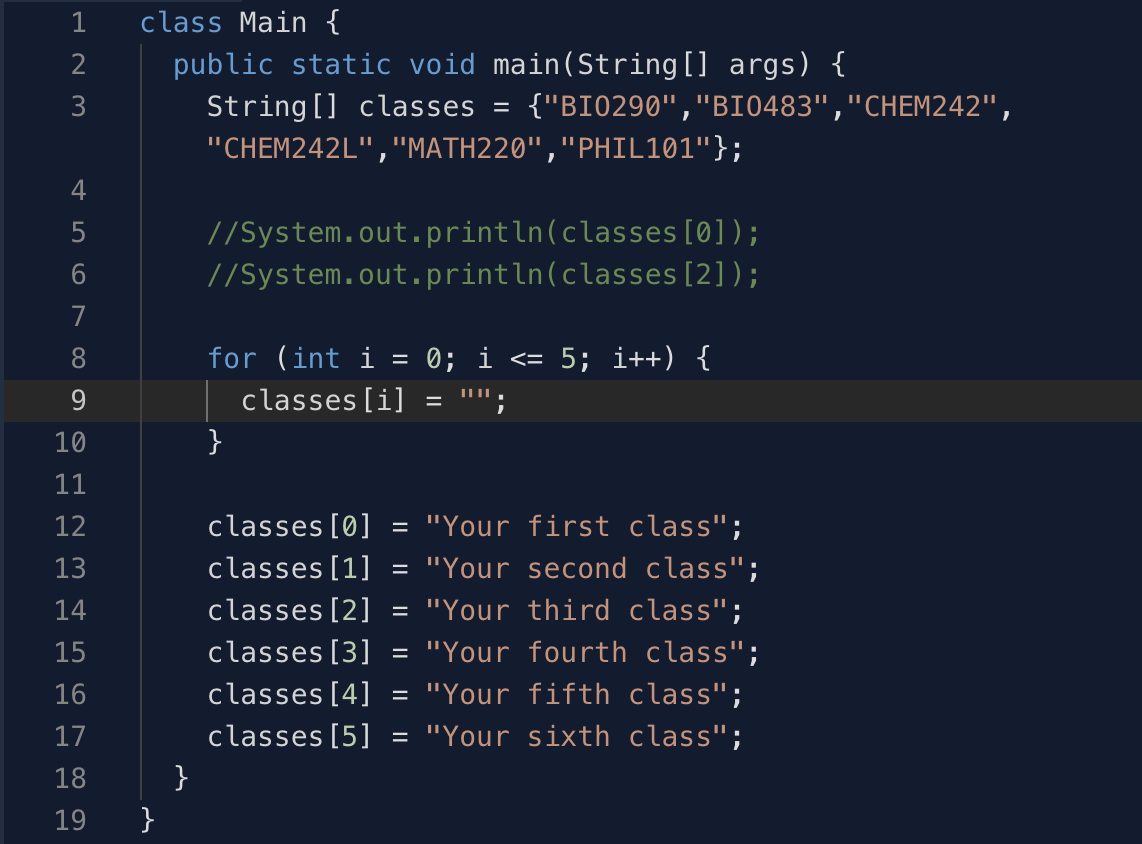 1 class Main {
2 public static void main(String[] args) {
3 String[] classes = {"BIO290","BIO483","CHEM242",
"CHEM242L","MATH220","PHIL101"};
4
5 //System.out.println(classes[0]);
6 //System.out.println(classes[2]);
7
8 for (int i = 0; i <= 5; i++) {
9 classes[i] = "";
10 }
11
12 classes[0] = "Your first class";
13 classes[1] = "Your second class";
14 classes[2] = "Your third class";
15 classes[3] = "Your fourth class";
16 classes[4] = "Your fifth class";
17 classes[5] = "Your sixth class";
18 }
19 }